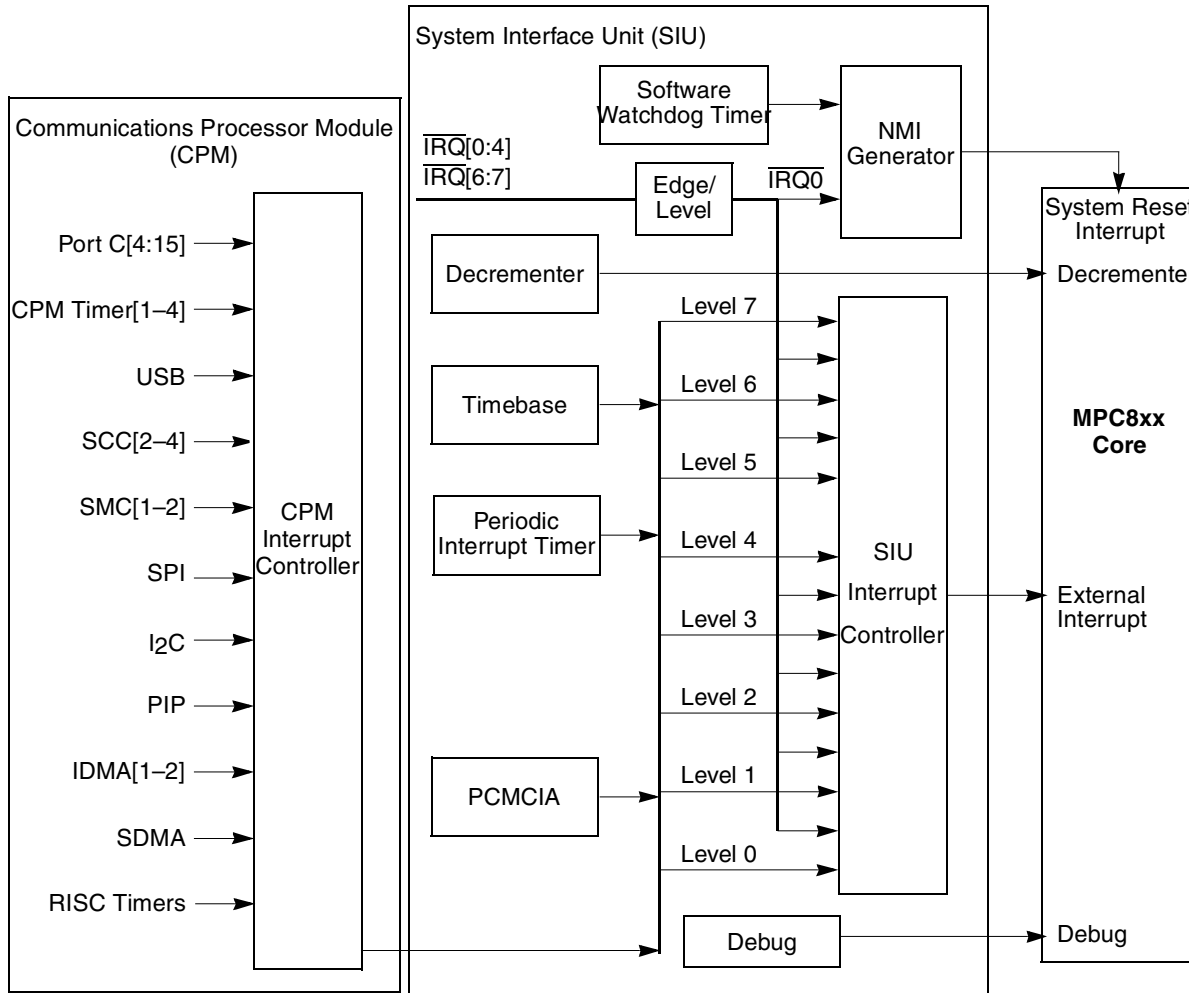 System Interface Unit (SIU)
Communications Processor Module
(CPM)
Port C[4:15]
CPM Timer[1–4]
USB
SCC[2–4]
SMC[1–2]
SPI
I2C
PIP
IDMA[1–2]
SDMA
RISC Timers
CPM
Interrupt
Controller
Software
Watchdog Timer
NMI
Generator
IRQ[0:4]
IRQ[6:7]
Edge/
Level
IRQ0
Decrementer
Timebase
Periodic
Interrupt Timer
PCMCIA
Level 7
Level 6
Level 5
Level 4
Level 3
Level 2
Level 1
Level 0
SIU
Interrupt
Controller
Debug
System Reset
Interrupt
Decremente
MPC8xx
Core
External
Interrupt
Debug